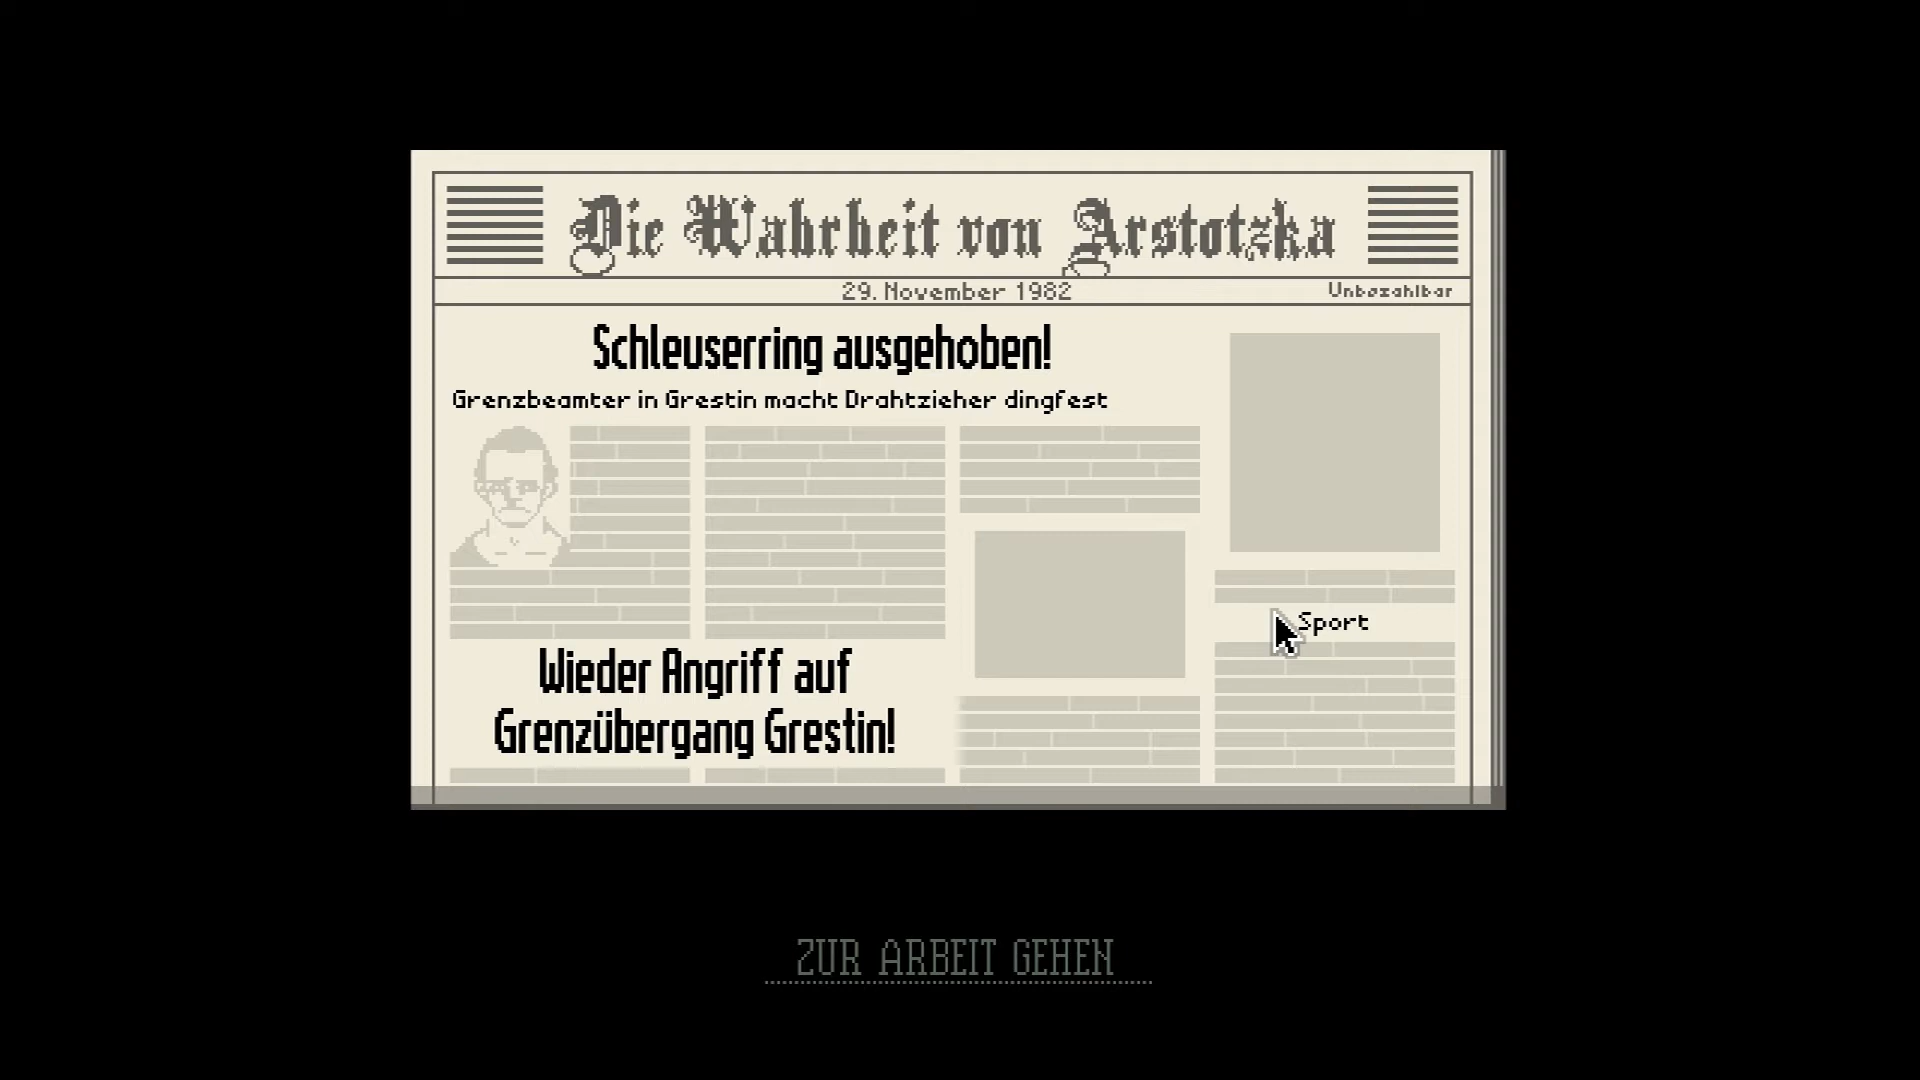 Die Wahrheit von Arstotzka
29. November 1982
Unbezahlbar
Schleuserring ausgehoben!
Grenzbeamter in Grestin macht Drahtzieher dingfest
Sport
Wieder Angriff auf
Grenzübergang Grestin!
ZUR ARBEIT GEHEN